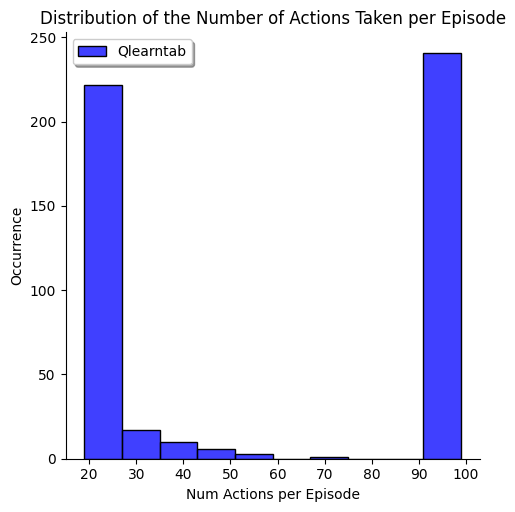 Distribution of the Number of Actions Taken per Episode
Qlearntab
250
200
150
100
50
0
Occurrence
20 30 40 50 60 70 80 90 100
Num Actions per Episode